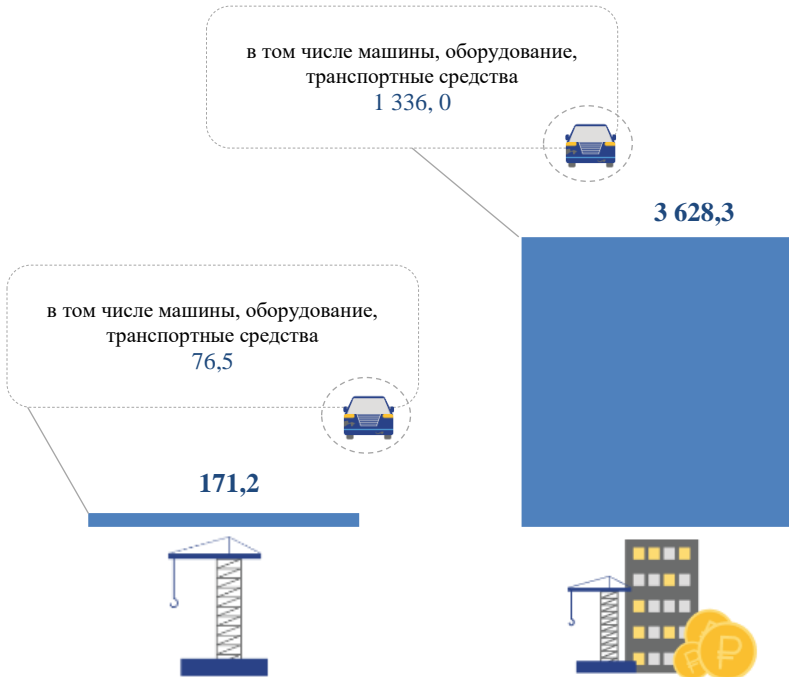 в том числе машины, оборудование,
транспортные средства
1 336, 0
3 628,3
в том числе машины, оборудование,
транспортные средства
76,5
171,2